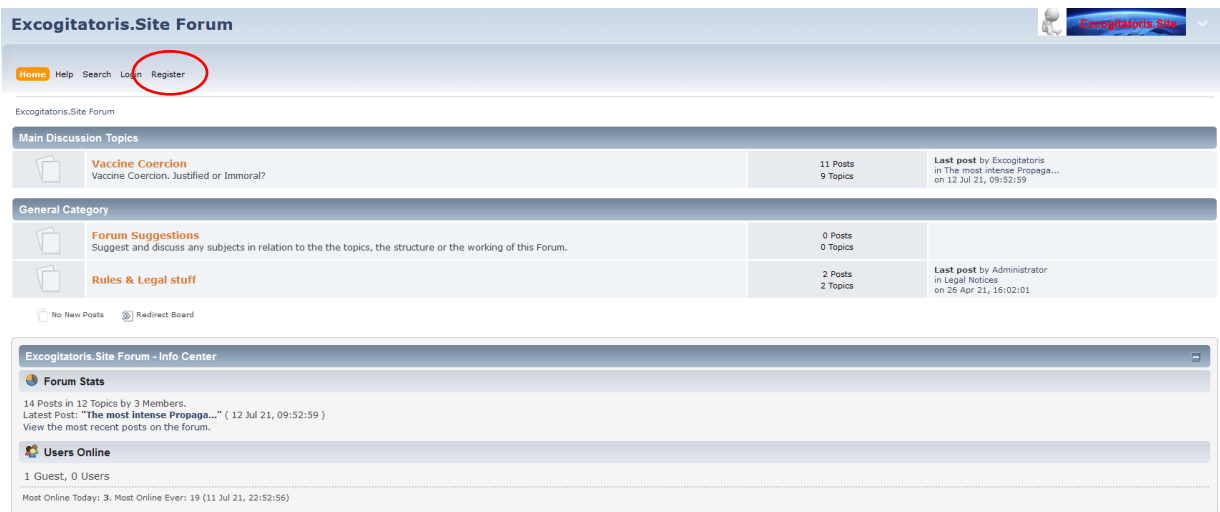 Excogitatoris.Site Forum
Excogitatoris Site
Home Help Search Login Register
Excogitatoris.Site Forum
Main Discussion Topics
Vaccine Coercion
Vaccine Coercion. Justified or Immoral?
11 Posts
9 Topics
Last post by Excogitatoris
in The most intense Propaga...
on 12 Jul 21, 09:52:59
General Category
Forum Suggestions
Suggest and discuss any subjects in relation to the the topics, the structure or the working of this Forum.
0 Posts
0 Topics
Rules & Legal stuff
2 Posts
2 Topics
Last post by Administrator
in Legal Notices
on 26 Apr 21, 16:02:01
No New Posts Redirect Board
Excogitatoris.Site Forum - Info Center
Forum Stats
14 Posts in 12 Topics by 3 Members.
Latest Post: "The most intense Propaga..." ( 12 Jul 21, 09:52:59 )
View the most recent posts on the forum.
Users Online
1 Guest, 0 Users
Most Online Today: 3. Most Online Ever: 19 (11 Jul 21, 22:52:56)